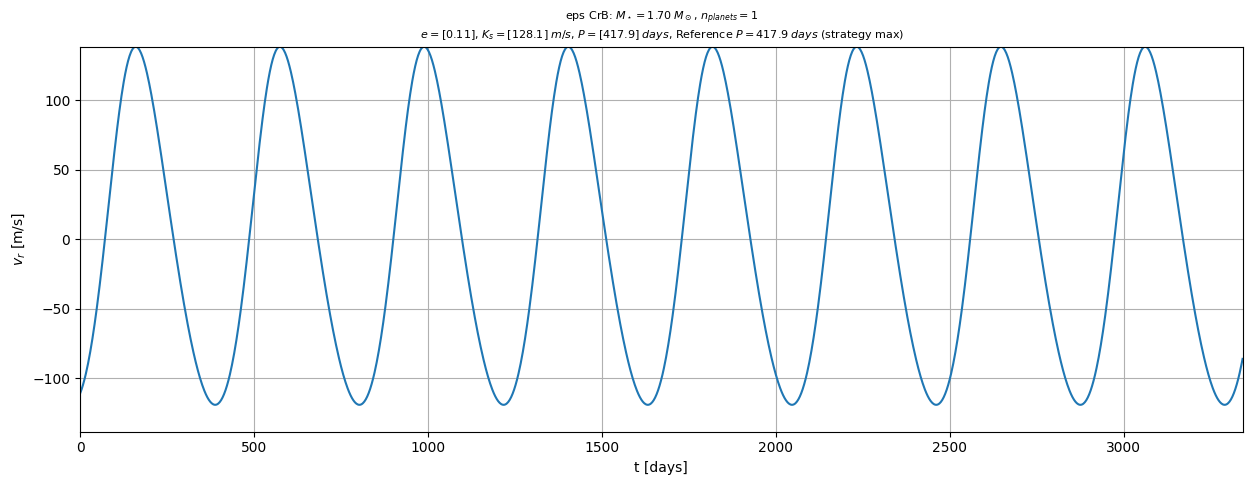 eps CrB: $M_\star = 1.70\ M_\odot$, $n_{planets} = 1$
$e = [0.11]$, $K_s = [128.1]\ m/s$, $P = [417.9]\ days$, Reference $P = 417.9\ days$ (strategy max)
$v_r$ [m/s]
100
50
0
−50
−100
0 500 1000 1500 2000 2500 3000
t [days]